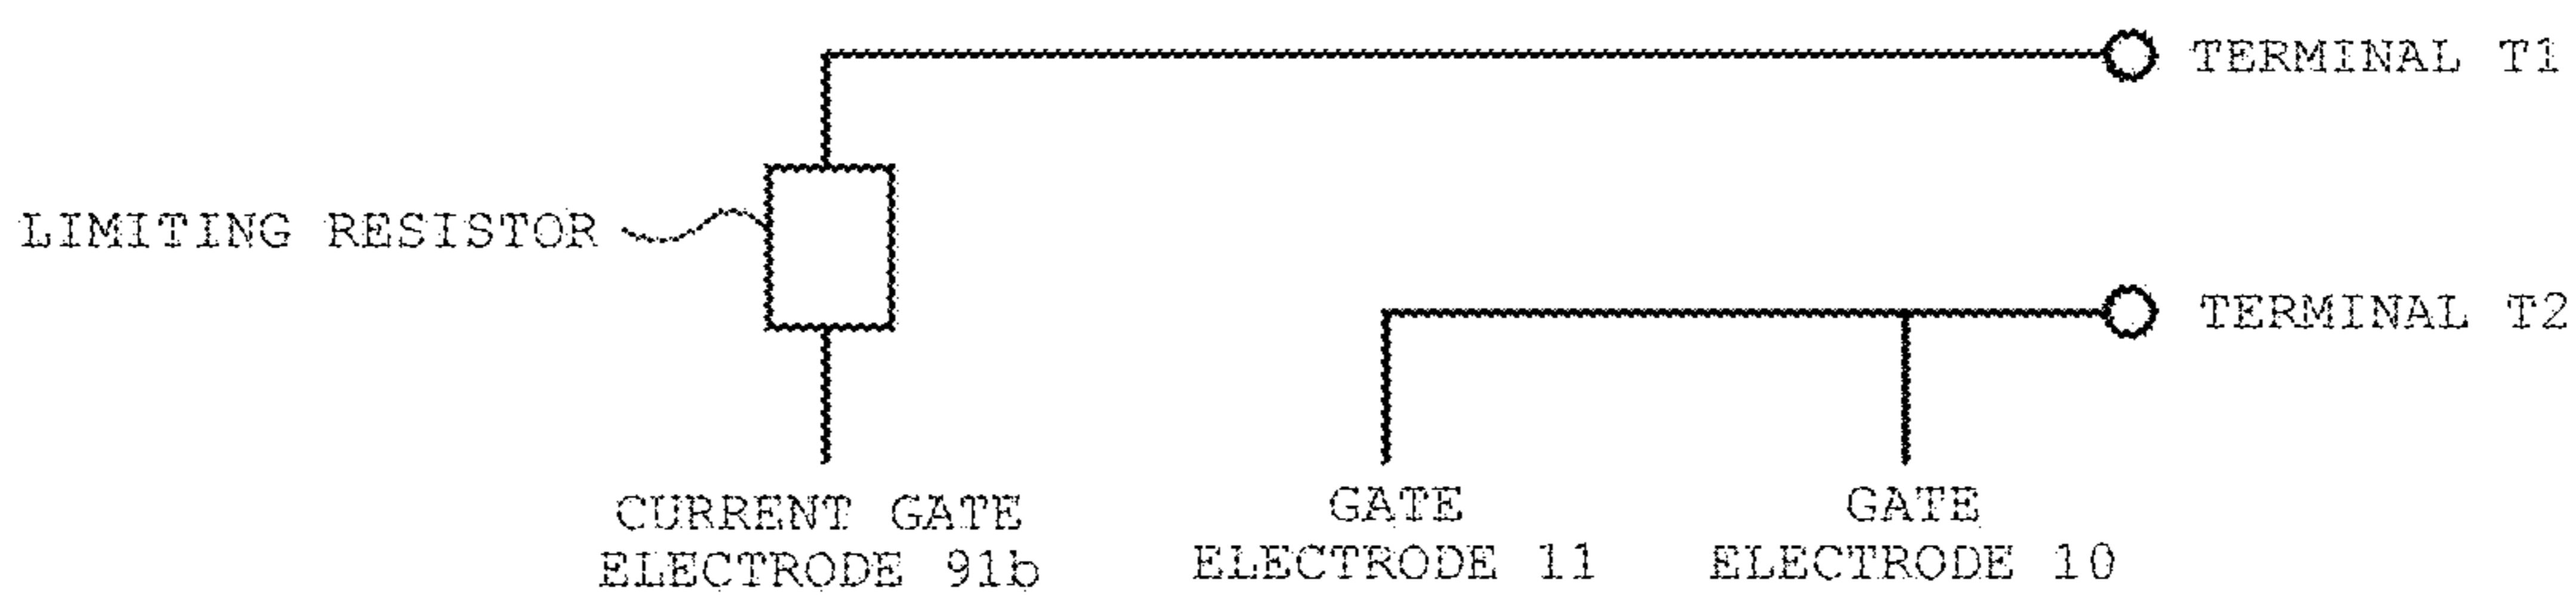 TERMINAL T1
LIMITING RESISTOR
TERMINAL T2
CURRENT GATE
ELECTRODE 91b
GATE
ELECTRODE 11
GATE
ELECTRODE 10